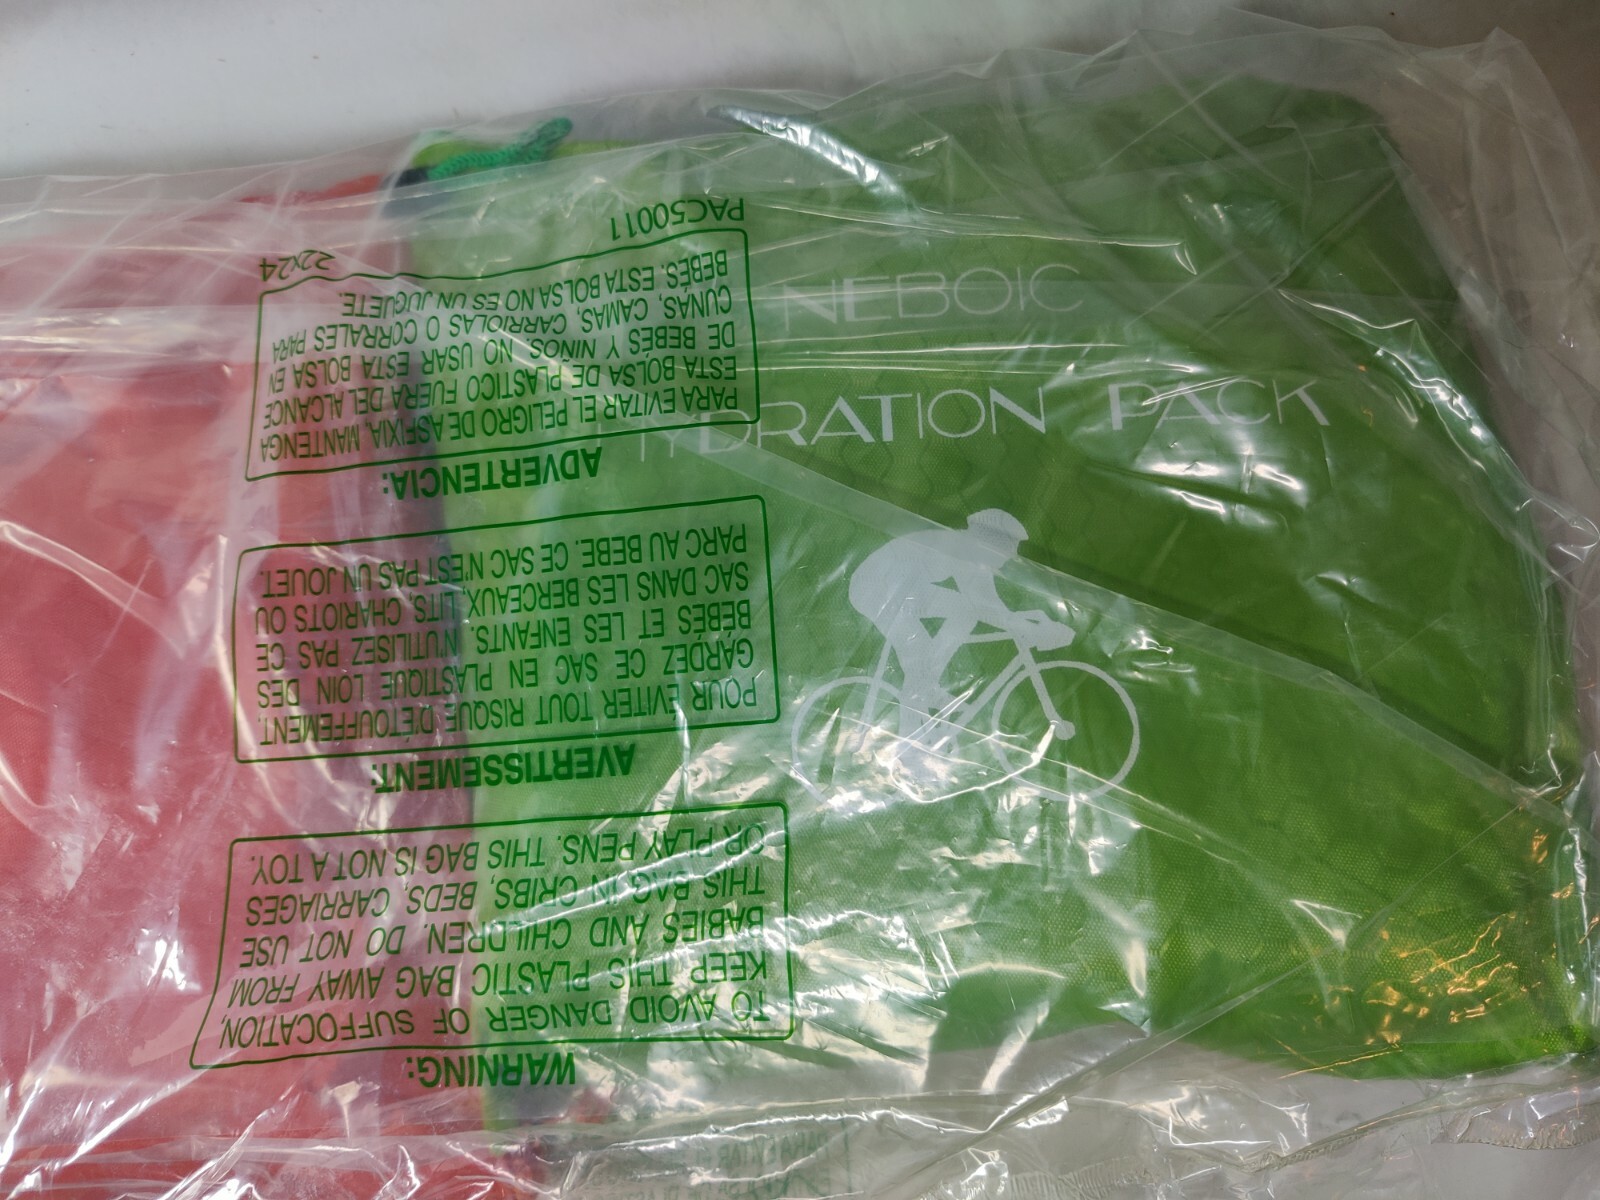 NEBOIC
HYDRATION PACK
WARNING:
TO AVOID DANGER OF SUFFOCATION,
KEEP THIS PLASTIC BAG AWAY FROM
BABIES AND CHILDREN. DO NOT USE
THIS BAG IN CRIBS, BEDS, CARRIAGES
OR PLAY PENS. THIS BAG IS NOT A TOY.
AVERTISSEMENT:
POUR EVITER TOUT RISQUE D'ÉTOUFFEMENT,
GARDEZ CE SAC EN PLASTIQUE LOIN DES
BEBES ET LES ENFANTS. N'UTILISEZ PAS CE
SAC DANS LES BERCEAUX, LITS, CHARIOTS OU
PARC AU BEBE. CE SAC N'EST PAS UN JOUET.
ADVERTENCIA:
PARA EVITAR EL PELIGRO DE ASFIXIA, MANTENGA
ESTA BOLSA DE PLASTICO FUERA DEL ALCANCE
DE BEBÉS Y NIÑOS. NO USAR ESTA BOLSA EN
CUNAS, CAMAS, CARRIOLAS O CORRALES PARA
BEBÉS. ESTA BOLSA NO ES UN JUGUETE.
PAC50011
22x24